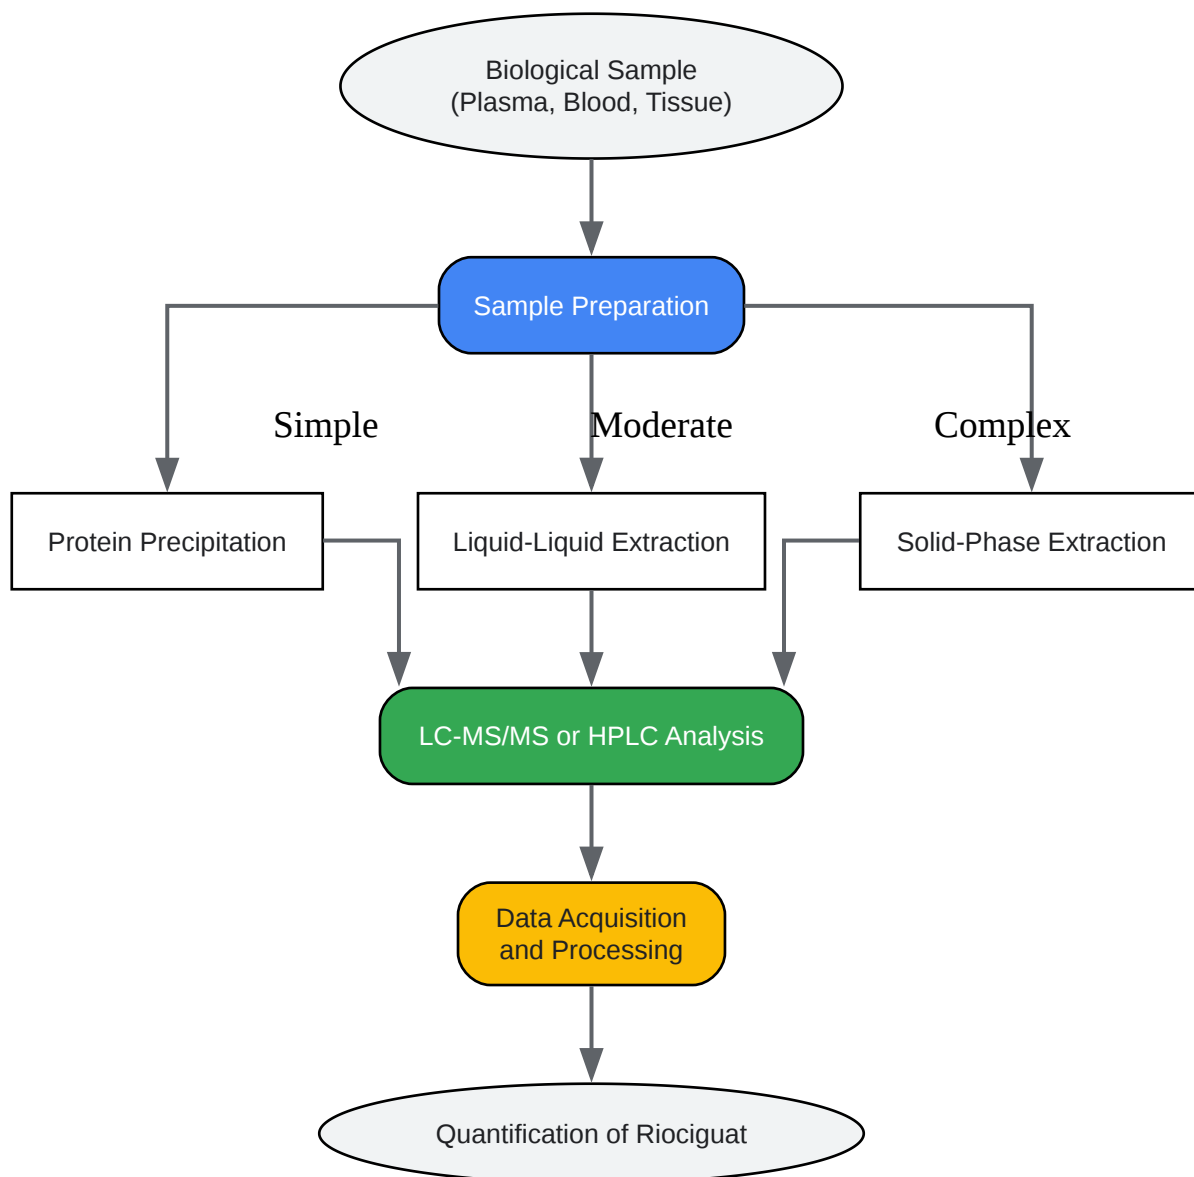 Biological Sample
(Plasma, Blood, Tissue)
Sample Preparation
Simple
Moderate
Complex
Protein Precipitation
Liquid-Liquid Extraction
Solid-Phase Extraction
LC-MS/MS or HPLC Analysis
Data Acquisition
and Processing
Quantification of Riociguat